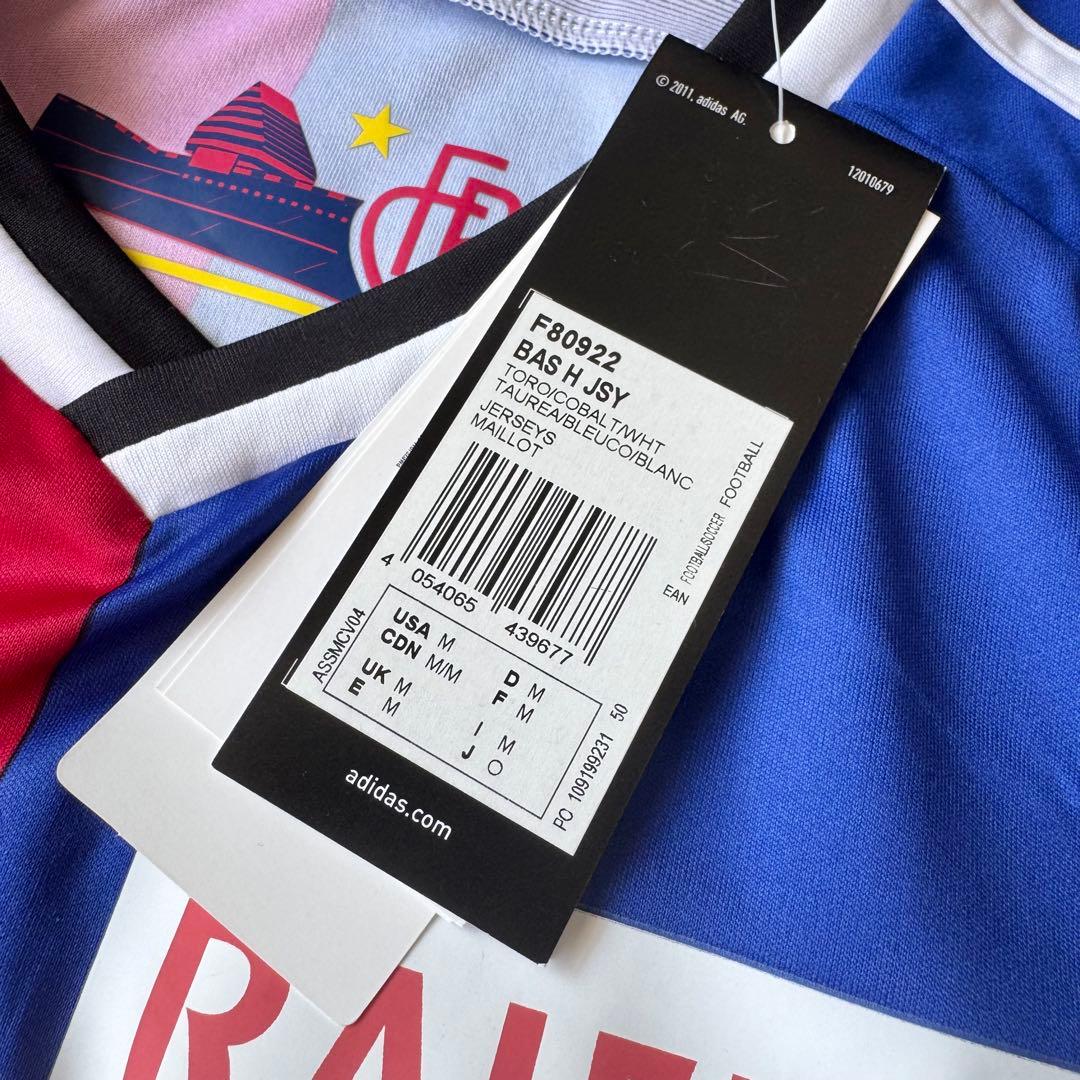 © 2011, adidas AG.
12010679
F80922
BAS H JSY
TORO/COBALT/WHT
TAUREA/BLEUCO/BLANC
JERSEYS
MAILLOT
EAN FOOTBALL/SOCCER FOOTBALL
4 054065 439677
ASSMCV04
USA M
CDN M/M
UK M
E M
D M
F M
I M
J O
PO 109199231 50
adidas.com
FCB